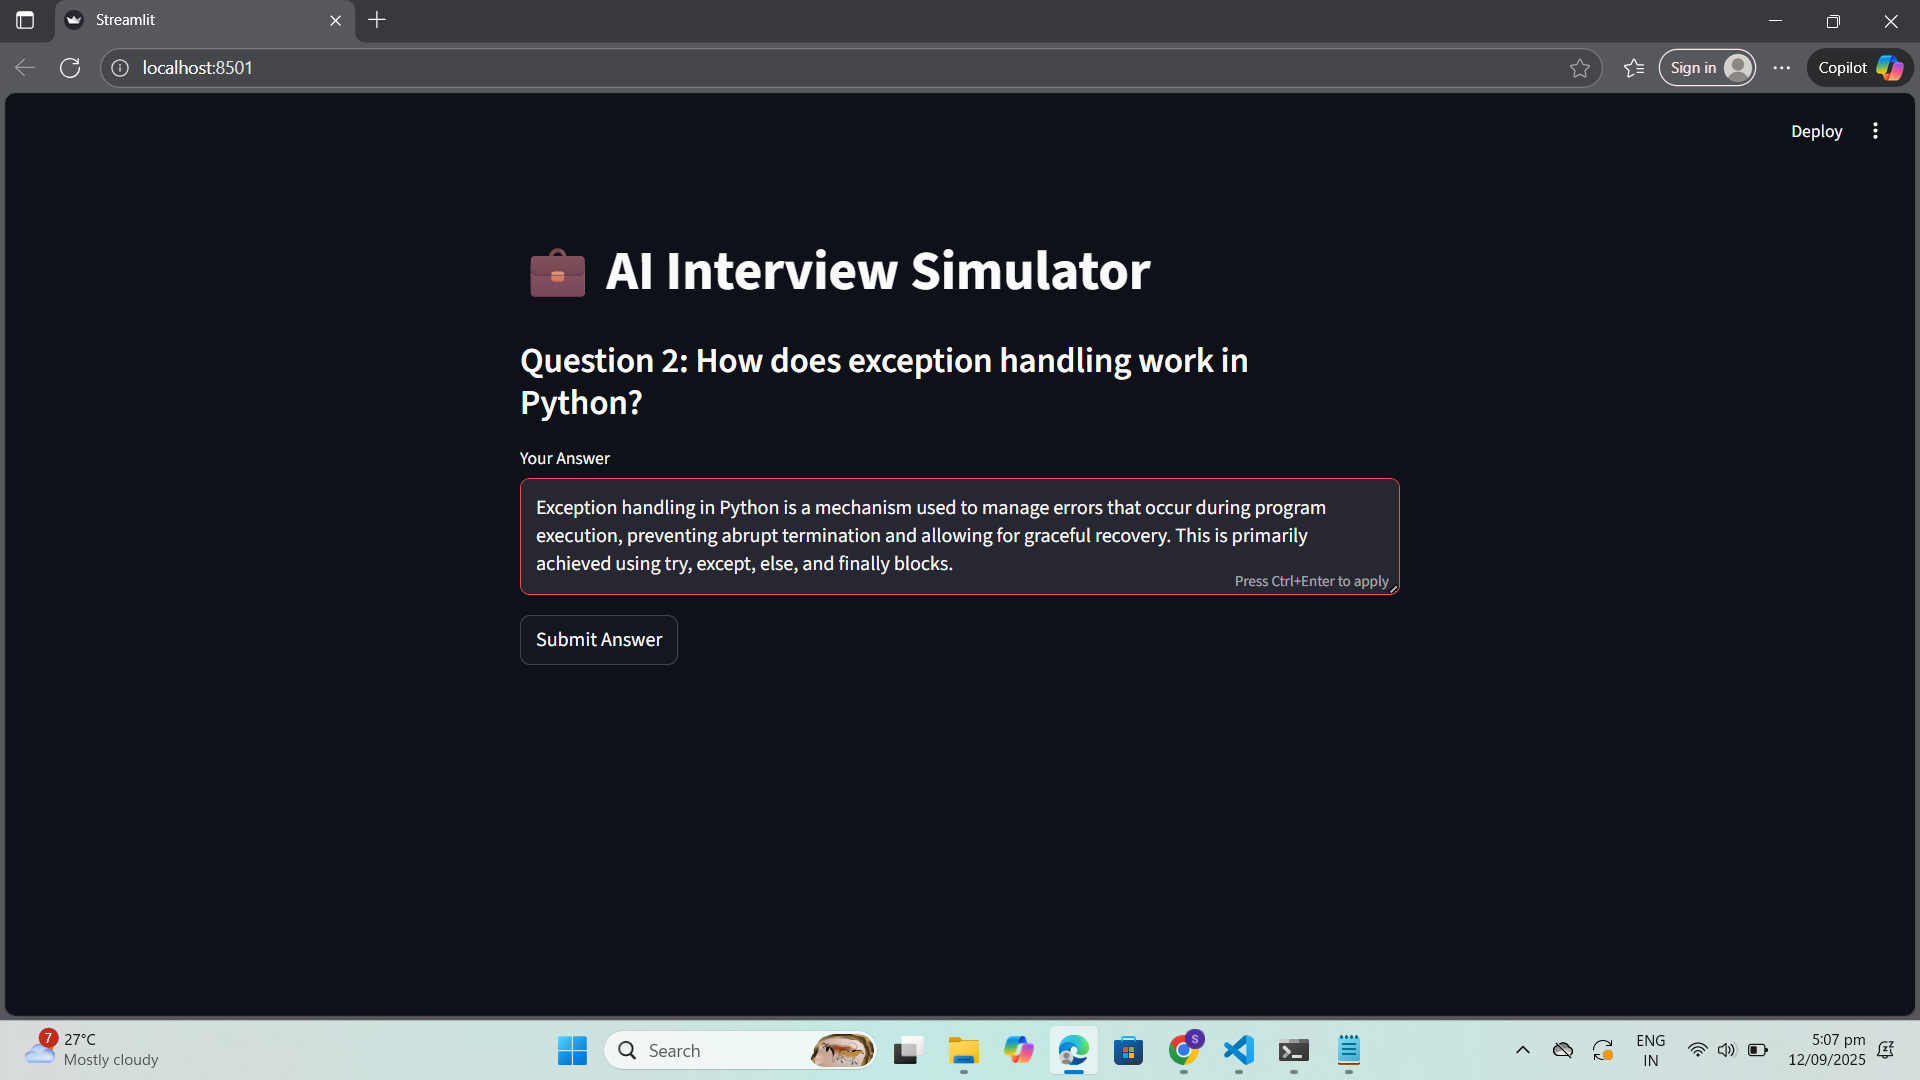 Streamlit
localhost:8501
Sign in
Copilot
Deploy
AI Interview Simulator
Question 2: How does exception handling work in
Python?
Your Answer
Exception handling in Python is a mechanism used to manage errors that occur during program
execution, preventing abrupt termination and allowing for graceful recovery. This is primarily
achieved using try, except, else, and finally blocks.
Press Ctrl+Enter to apply
Submit Answer
7
27°C
Mostly cloudy
Search
S
ENG
IN
5:07 pm
12/09/2025